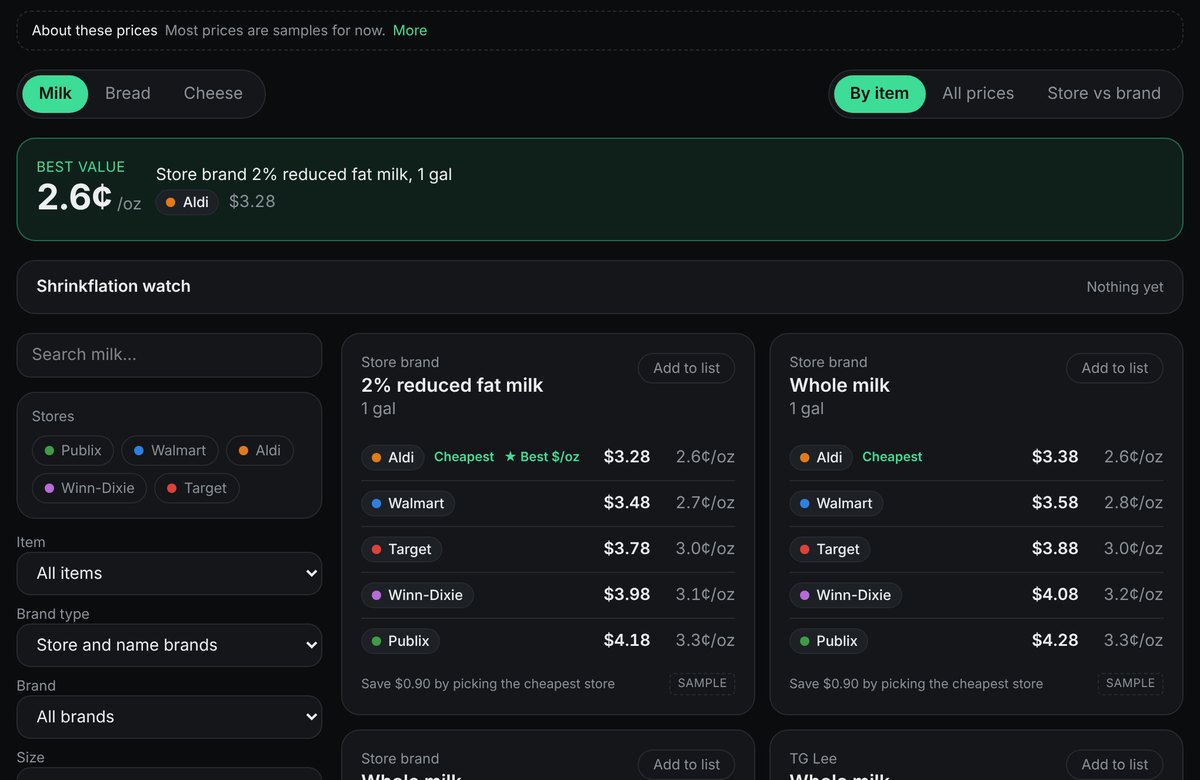 About these prices Most prices are samples for now. More
Milk Bread Cheese
By item All prices Store vs brand
BEST VALUE
2.6¢ /oz
Store brand 2% reduced fat milk, 1 gal
Aldi $3.28
Shrinkflation watch
Nothing yet
Search milk...
Stores
Publix Walmart Aldi
Winn-Dixie Target
Item
All items
Brand type
Store and name brands
Brand
All brands
Size
Store brand
2% reduced fat milk
1 gal
Add to list
Aldi Cheapest ★ Best $/oz $3.28 2.6¢/oz
Walmart $3.48 2.7¢/oz
Target $3.78 3.0¢/oz
Winn-Dixie $3.98 3.1¢/oz
Publix $4.18 3.3¢/oz
Save $0.90 by picking the cheapest store SAMPLE
Store brand
Whole milk
1 gal
Add to list
Aldi Cheapest $3.38 2.6¢/oz
Walmart $3.58 2.8¢/oz
Target $3.88 3.0¢/oz
Winn-Dixie $4.08 3.2¢/oz
Publix $4.28 3.3¢/oz
Save $0.90 by picking the cheapest store SAMPLE
Store brand
Whole milk
Add to list
TG Lee
Whole milk
Add to list